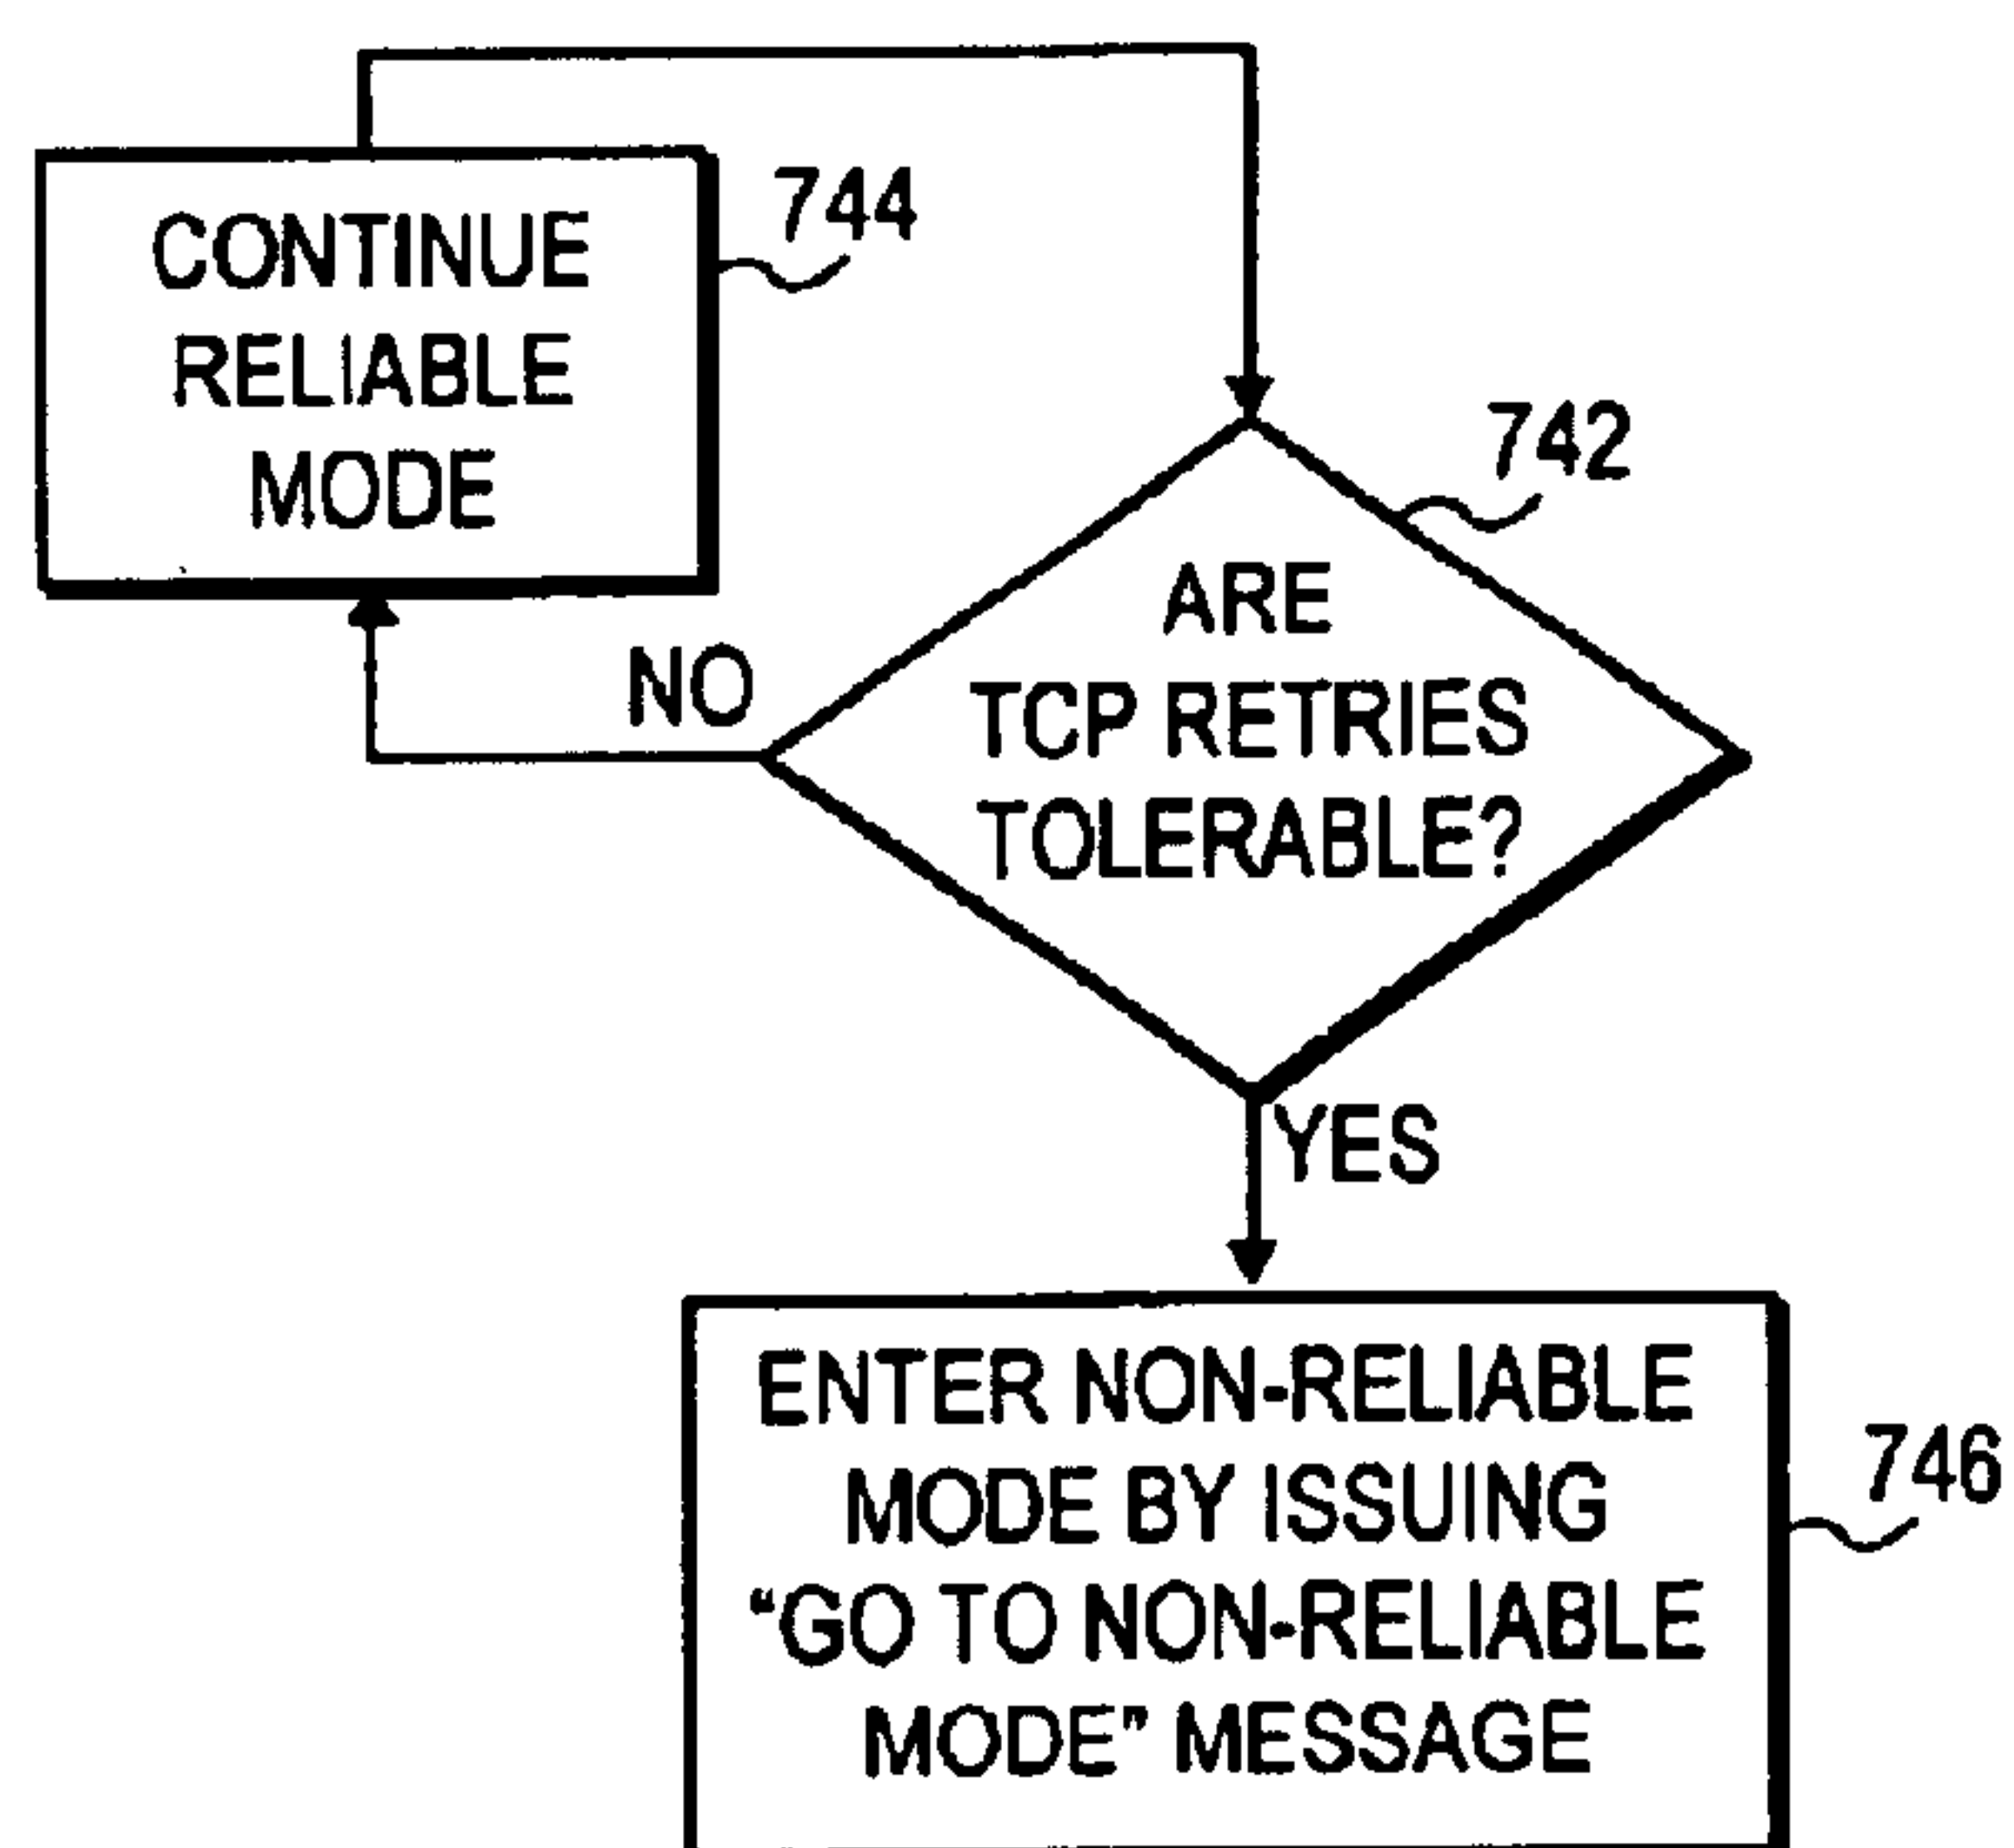 CONTINUE
RELIABLE
MODE
744
742
ARE
TCP RETRIES
TOLERABLE?
NO
YES
ENTER NON-RELIABLE
MODE BY ISSUING
“GO TO NON-RELIABLE
MODE” MESSAGE
746